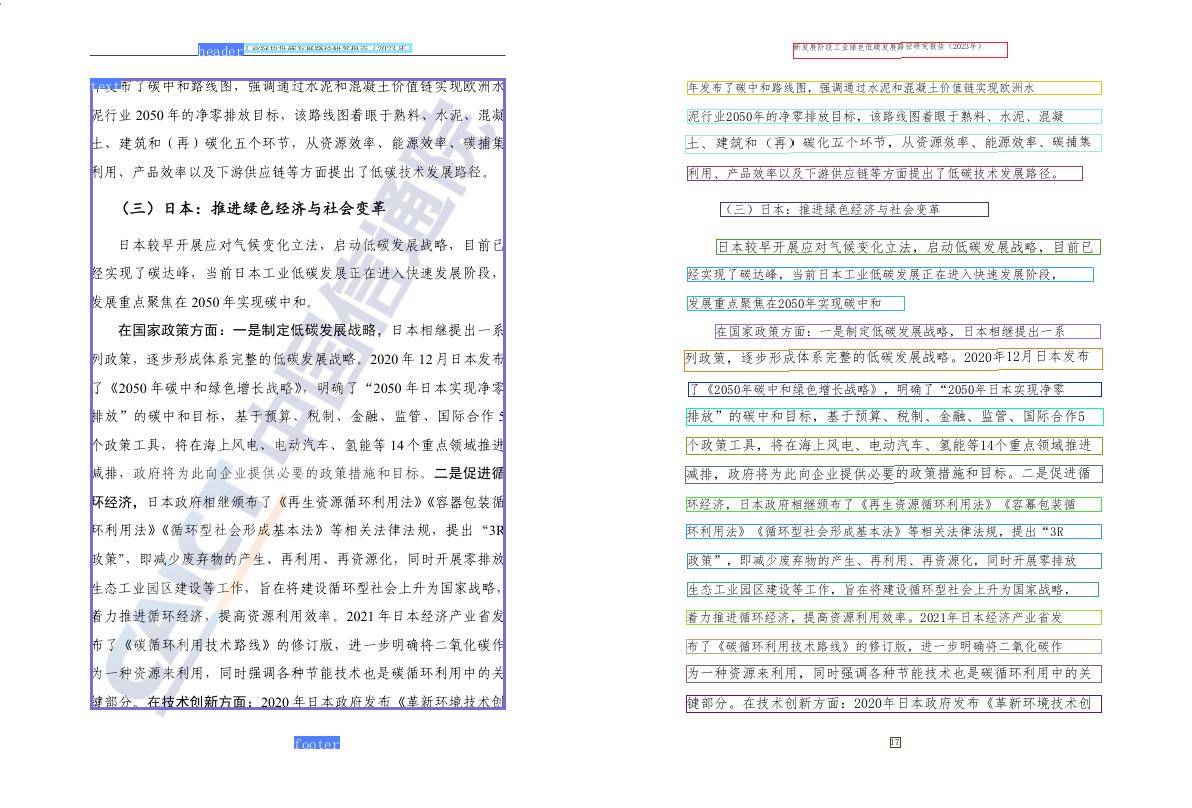 header
工业绿色低碳发展路径研究报告（2023年）
text
年发布了碳中和路线图，强调通过水泥和混凝土价值链实现欧洲水
泥行业 2050 年的净零排放目标，该路线图着眼于熟料、水泥、混凝
土、建筑和（再）碳化五个环节，从资源效率、能源效率、碳捕集
利用、产品效率以及下游供应链等方面提出了低碳技术发展路径。
（三）日本：推进绿色经济与社会变革
日本较早开展应对气候变化立法，启动低碳发展战略，目前已
经实现了碳达峰，当前日本工业低碳发展正在进入快速发展阶段，
发展重点聚焦在 2050 年实现碳中和。
在国家政策方面：一是制定低碳发展战略，日本相继提出一系
列政策，逐步形成体系完整的低碳发展战略。2020 年 12 月日本发布
了《2050 年碳中和绿色增长战略》，明确了“2050 年日本实现净零
排放”的碳中和目标，基于预算、税制、金融、监管、国际合作 5
个政策工具，将在海上风电、电动汽车、氢能等 14 个重点领域推进
减排，政府将为此向企业提供必要的政策措施和目标。二是促进循
环经济，日本政府相继颁布了《再生资源循环利用法》《容器包装循
环利用法》《循环型社会形成基本法》等相关法律法规，提出 “3R
政策”，即减少废弃物的产生、再利用、再资源化，同时开展零排放
生态工业园区建设等工作，旨在将建设循环型社会上升为国家战略，
着力推进循环经济，提高资源利用效率。2021 年日本经济产业省发
布了《碳循环利用技术路线》的修订版，进一步明确将二氧化碳作
为一种资源来利用，同时强调各种节能技术也是碳循环利用中的关
键部分。在技术创新方面：2020 年日本政府发布《革新环境技术创
CAICT 中国信通院
footer
新发展阶段工业绿色低碳发展路径研究报告（2023年）
年发布了碳中和路线图，强调通过水泥和混凝土价值链实现欧洲水
泥行业2050年的净零排放目标，该路线图着眼于熟料、水泥、混凝
土、建筑和（再）碳化五个环节，从资源效率、能源效率、碳捕集
利用、产品效率以及下游供应链等方面提出了低碳技术发展路径。
（三）日本：推进绿色经济与社会变革
日本较早开展应对气候变化立法，启动低碳发展战略，目前已
经实现了碳达峰，当前日本工业低碳发展正在进入快速发展阶段，
发展重点聚焦在2050年实现碳中和
在国家政策方面：一是制定低碳发展战略，日本相继提出一系
列政策，逐步形成体系完整的低碳发展战略。2020年12月日本发布
了《2050年碳中和绿色增长战略》，明确了“2050年日本实现净零
排放”的碳中和目标，基于预算、税制、金融、监管、国际合作5
个政策工具，将在海上风电、电动汽车、氢能等14个重点领域推进
减排，政府将为此向企业提供必要的政策措施和目标。二是促进循
环经济，日本政府相继颁布了《再生资源循环利用法》《容幂包装循
环利用法》《循环型社会形成基本法》等相关法律法规，提出“3R
政策”，即减少废弃物的产生、再利用、再资源化，同时开展零排放
生态工业园区建设等工作，旨在将建设循环型社会上升为国家战略，
着力推进循环经济，提高资源利用效率。2021年日本经济产业省发
布了《碳循环利用技术路线》的修订版，进一步明确将二氧化碳作
为一种资源来利用，同时强调各种节能技术也是碳循环利用中的关
键部分。在技术创新方面：2020年日本政府发布《革新环境技术创
17